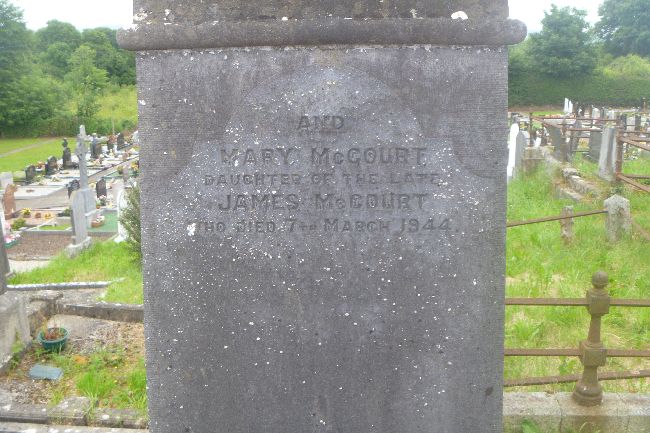 AND
MARY McCOURT
DAUGHTER OF THE LATE
JAMES McCOURT
WHO DIED 7TH MARCH 1944.